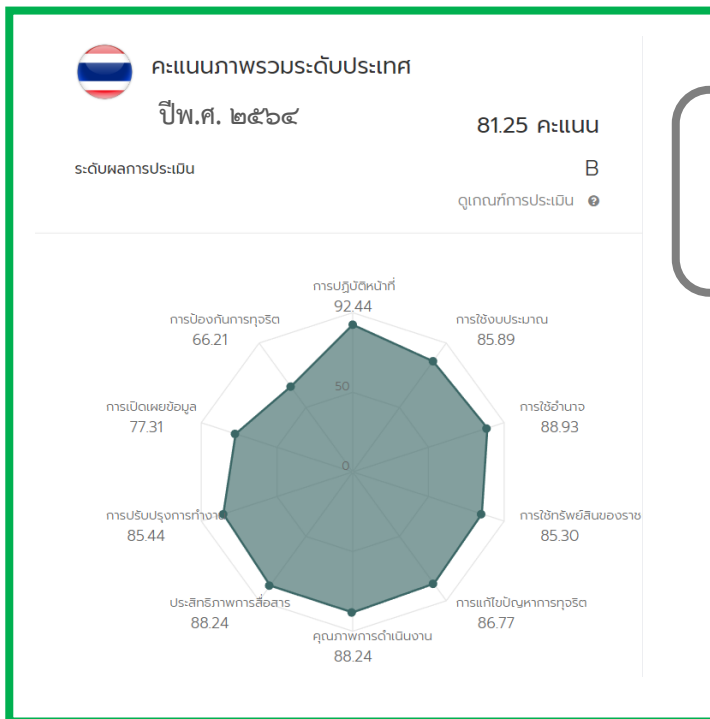 คะแนนภาพรวมระดับประเทศ
ปีพ.ศ. ๒๕๖๔
81.25 คะแนน
ระดับผลการประเมิน
B
ดูเกณฑ์การประเมิน ?
การปฏิบัติหน้าที่
92.44
การป้องกันการทุจริต
66.21
การใช้งบประมาณ
85.89
50
การเปิดเผยข้อมูล
77.31
การใช้อำนาจ
88.93
0
การปรับปรุงการทำงา
85.44
การใช้ทรัพย์สินของราช
85.30
ประสิทธิภาพการสื่อสาร
88.24
การแก้ไขปัญหาการทุจริต
86.77
คุณภาพการดำเนินงาน
88.24